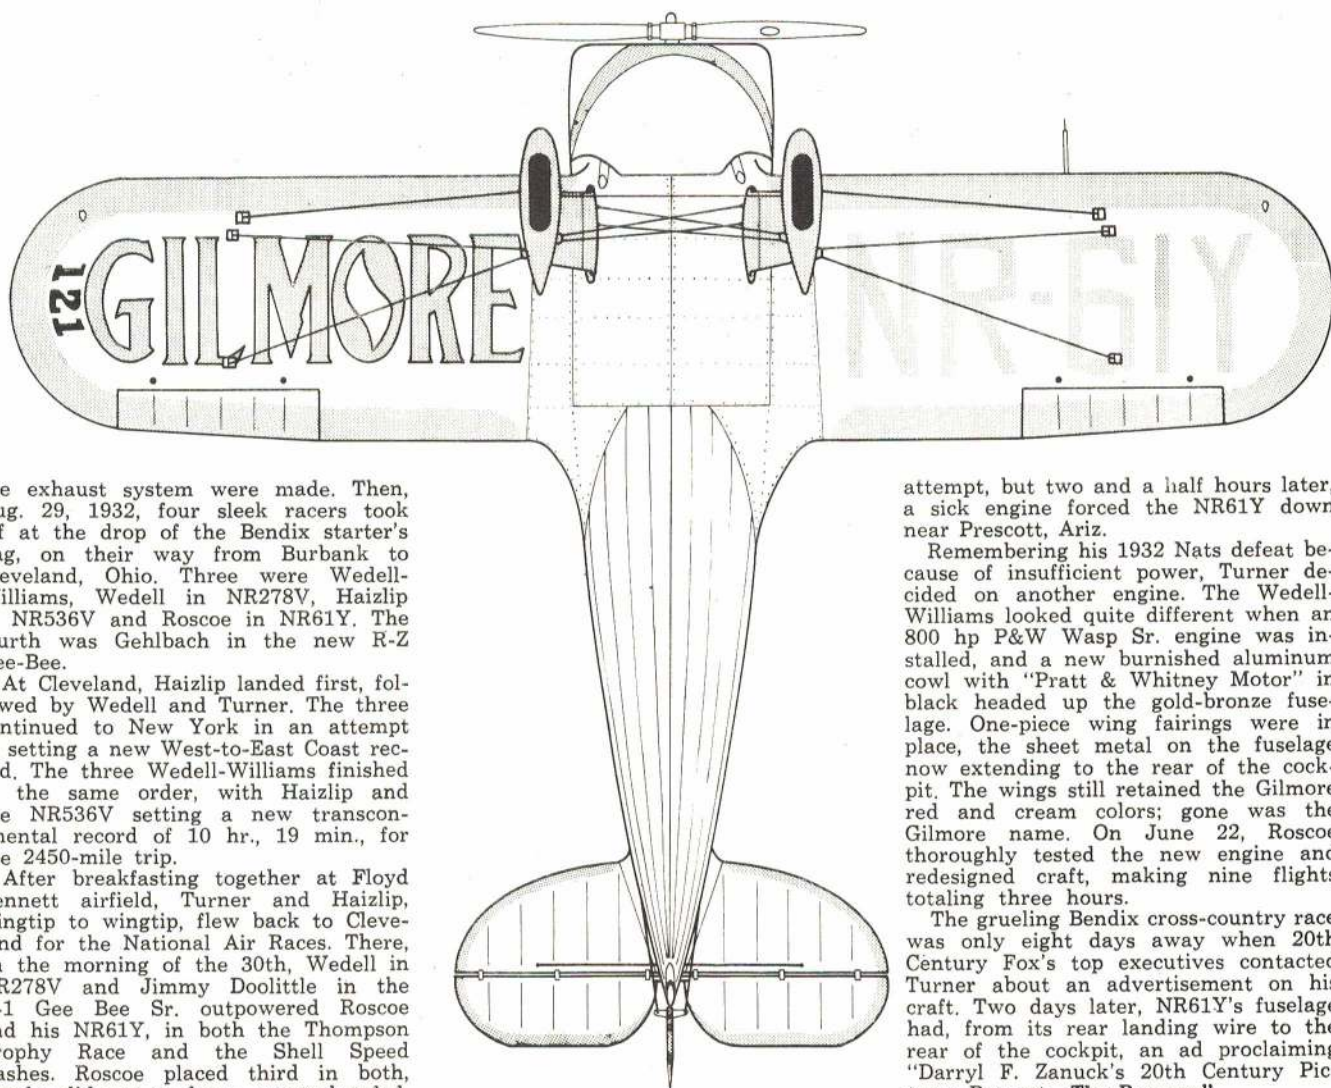 GILMORE
121
NR-61Y
e exhaust system were made. Then,
ug. 29, 1932, four sleek racers took
f at the drop of the Bendix starter's
ag, on their way from Burbank to
eveland, Ohio. Three were Wedell-
illiams, Wedell in NR278V, Haizlip
NR536V and Roscoe in NR61Y. The
urth was Gehlbach in the new R-Z
ee-Bee.
At Cleveland, Haizlip landed first, fol-
wed by Wedell and Turner. The three
ntinued to New York in an attempt
setting a new West-to-East Coast rec-
d. The three Wedell-Williams finished
the same order, with Haizlip and
e NR536V setting a new transcon-
nental record of 10 hr., 19 min., for
e 2450-mile trip.
After breakfasting together at Floyd
ennett airfield, Turner and Haizlip,
ingtip to wingtip, flew back to Cleve-
nd for the National Air Races. There,
n the morning of the 30th, Wedell in
R278V and Jimmy Doolittle in the
-1 Gee Bee Sr. outpowered Roscoe
nd his NR61Y, in both the Thompson
rophy Race and the Shell Speed
ashes. Roscoe placed third in both,
attempt, but two and a half hours later,
a sick engine forced the NR61Y down
near Prescott, Ariz.
Remembering his 1932 Nats defeat be-
cause of insufficient power, Turner de-
cided on another engine. The Wedell-
Williams looked quite different when an
800 hp P&W Wasp Sr. engine was in-
stalled, and a new burnished aluminum
cowl with "Pratt & Whitney Motor" in
black headed up the gold-bronze fuse-
lage. One-piece wing fairings were in
place, the sheet metal on the fuselage
now extending to the rear of the cock-
pit. The wings still retained the Gilmore
red and cream colors; gone was the
Gilmore name. On June 22, Roscoe
thoroughly tested the new engine and
redesigned craft, making nine flights
totaling three hours.
The grueling Bendix cross-country race
was only eight days away when 20th
Century Fox's top executives contacted
Turner about an advertisement on his
craft. Two days later, NR61Y's fuselage
had, from its rear landing wire to the
rear of the cockpit, an ad proclaiming
"Darryl F. Zanuck's 20th Century Pic-